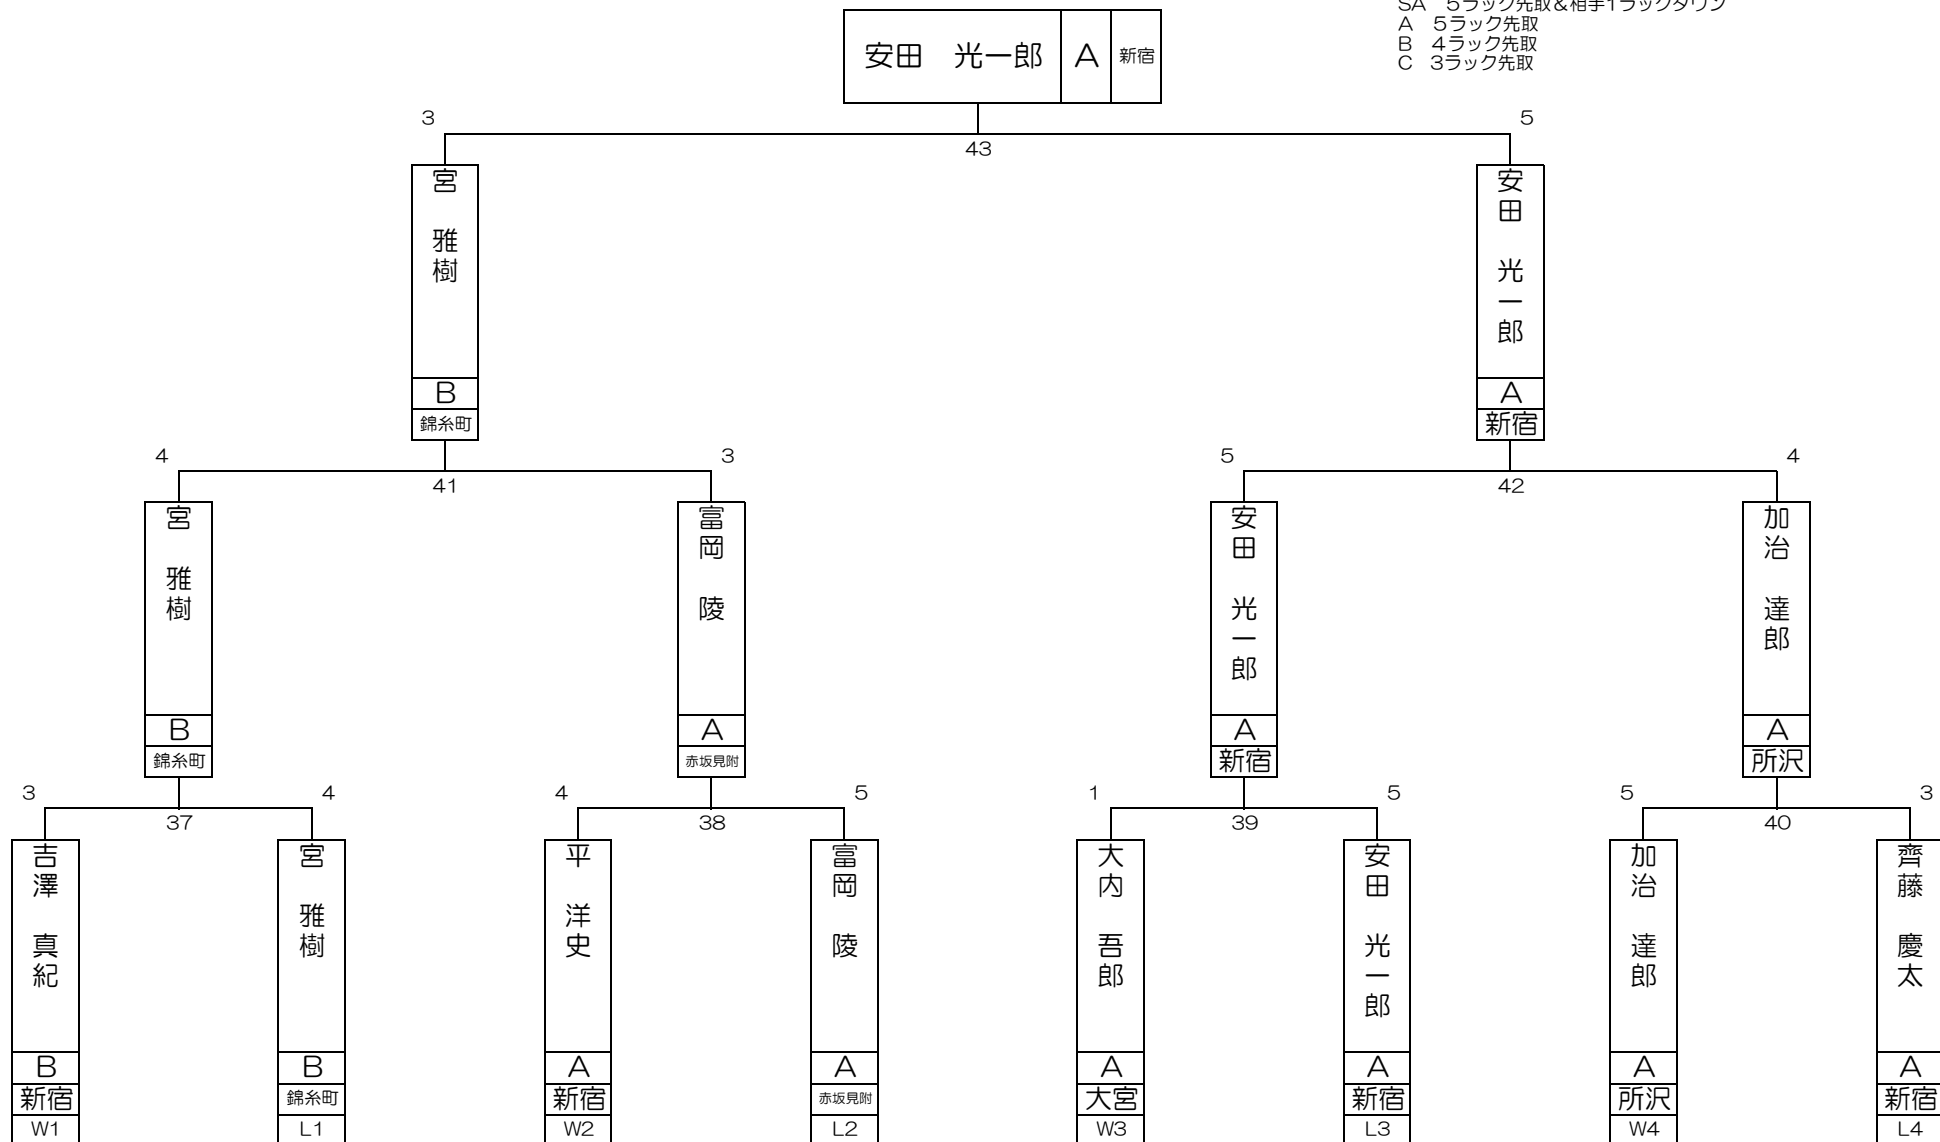 SA　5ラック先取&相手1ラックダウン
A　5ラック先取
B　4ラック先取
C　3ラック先取
安田　光一郎 A 新宿
3 5
43
宮　雅樹 安田　光一郎
B A
錦糸町 新宿
4 3 5 4
41 42
宮　雅樹 富岡　陵 安田　光一郎 加治　達郎
B A A A
錦糸町 赤坂見附 新宿 所沢
3 4 4 5 1 5 5 3
37 38 39 40
吉澤　真紀 宮　雅樹 平　洋史 富岡　陵 大内　吾郎 安田　光一郎 加治　達郎 齊藤　慶太
B B A A A A A A
新宿 錦糸町 新宿 赤坂見附 大宮 新宿 所沢 新宿
W1 L1 W2 L2 W3 L3 W4 L4